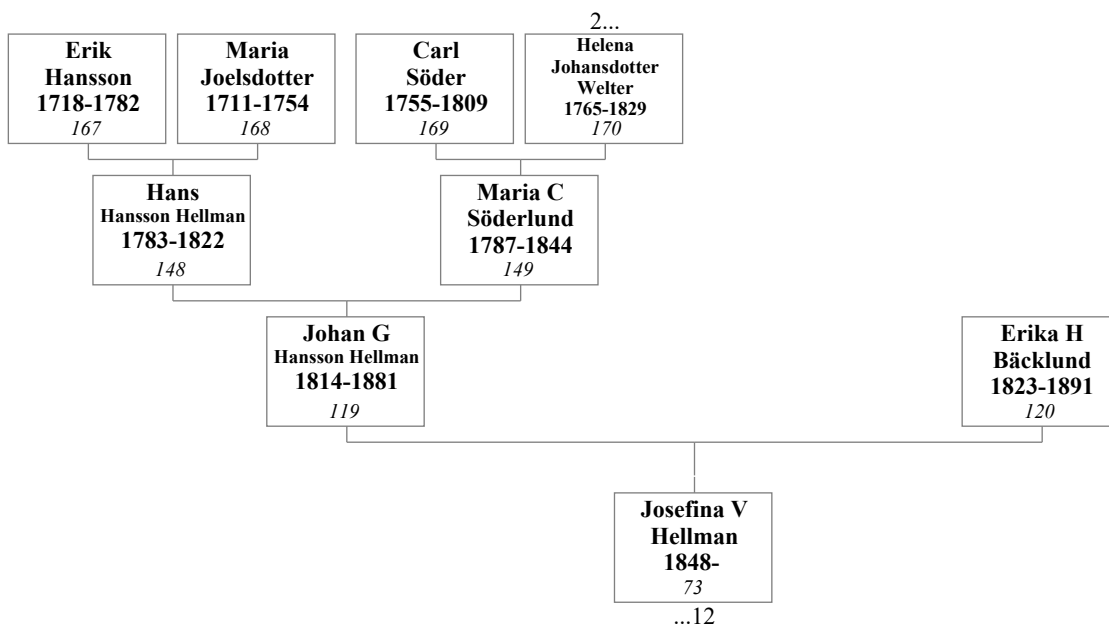 2...
Erik
Hansson
1718-1782
167
Maria
Joelsdotter
1711-1754
168
Carl
Söder
1755-1809
169
Helena
Johansdotter
Welter
1765-1829
170
Hans
Hansson Hellman
1783-1822
148
Maria C
Söderlund
1787-1844
149
Johan G
Hansson Hellman
1814-1881
119
Erika H
Bäcklund
1823-1891
120
Josefina V
Hellman
1848-
73
...12